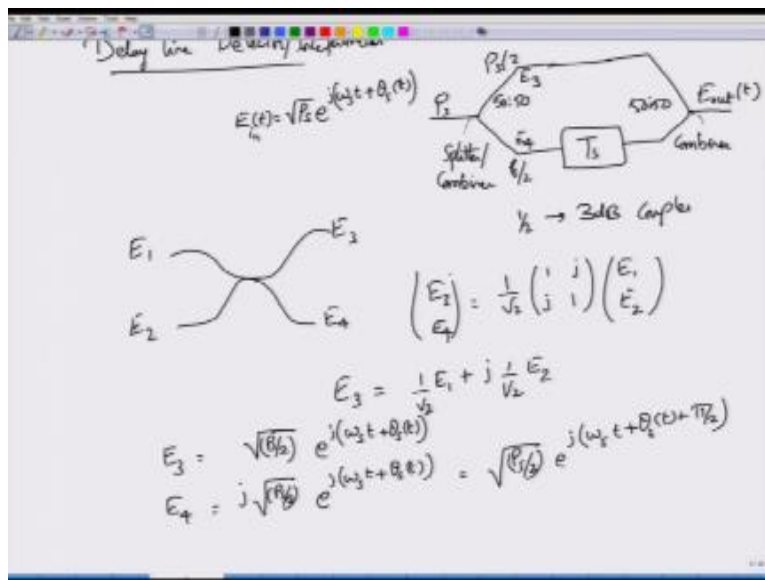 Delay line
E_in(t) = √P_s e^{j(ω_s t + θ_s(t))}
P_s
P_s/2
E_3
50:50
50:50
E_out(t)
Splitter/
Combiner
E_4
P_s/2
T_s
Combiner
½ → 3dB Coupler
E_1
E_3
E_2
E_4
(E_3 E_4) = 1/√2 (1 j j 1) (E_1 E_2)
E_3 = 1/√2 E_1 + j 1/√2 E_2
E_3 = √(P_s/2) e^{j(ω_s t + θ_s(t))}
E_4 = j √(P_s/2) e^{j(ω_s t + θ_s(t))} = √(P_s/2) e^{j(ω_s t + θ_s(t) + π/2)}